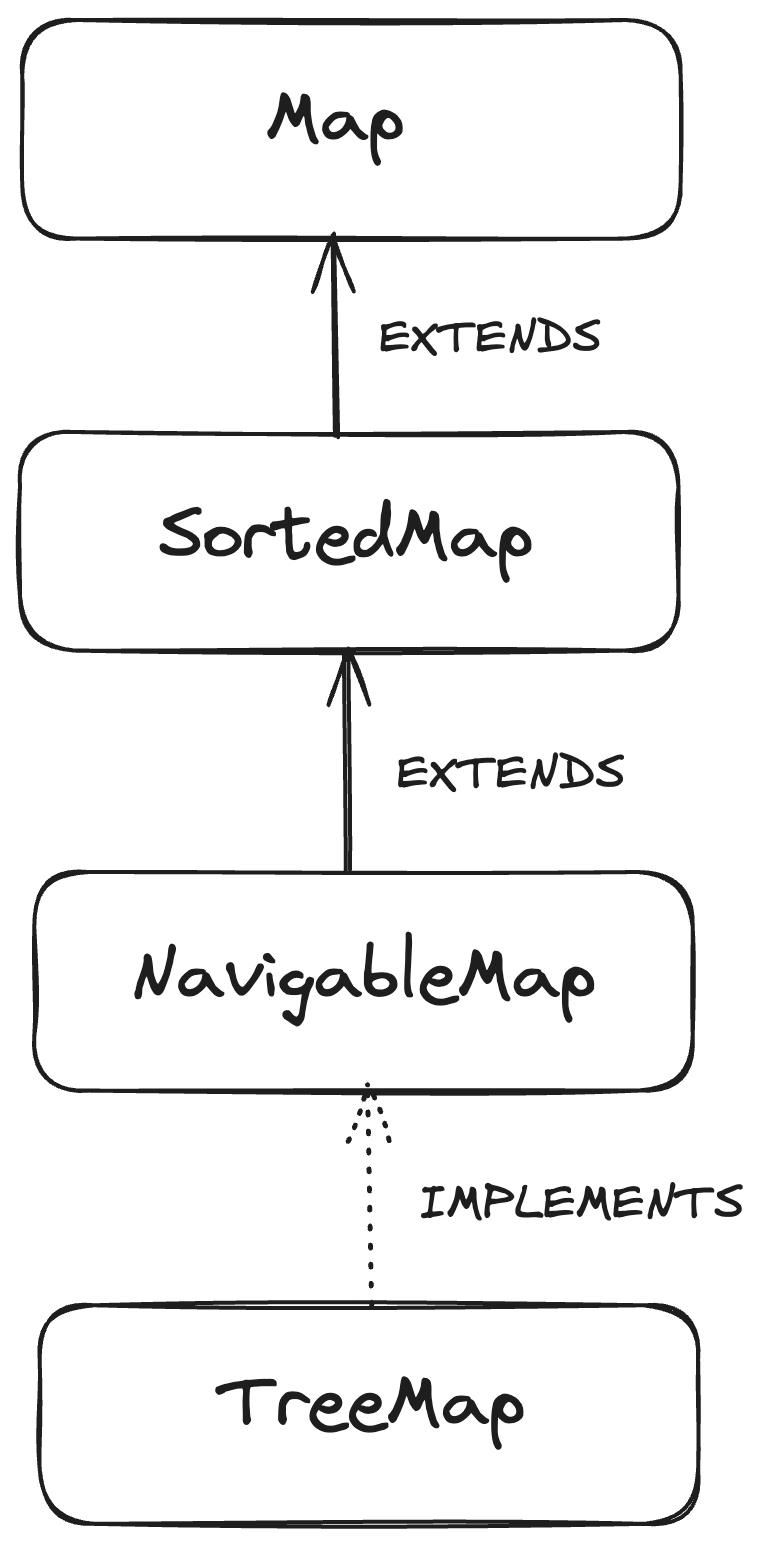 Map
EXTENDS
SortedMap
EXTENDS
NavigableMap
IMPLEMENTS
TreeMap